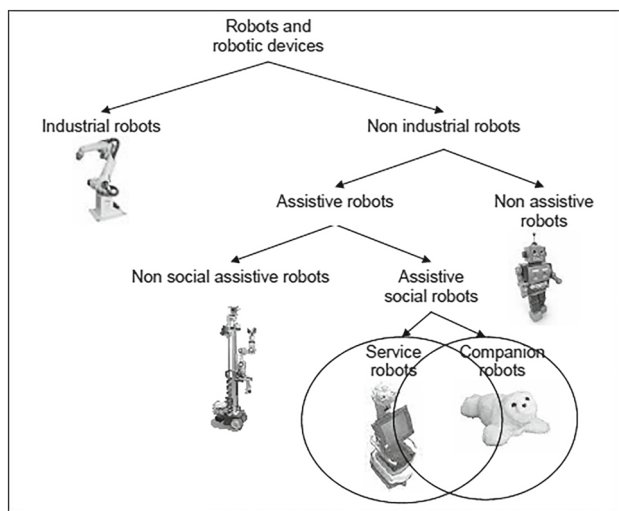 Robots and
robotic devices
Industrial robots
Non industrial robots
Assistive robots
Non assistive
robots
Non social assistive robots
Assistive
social robots
Service
robots
Companion
robots